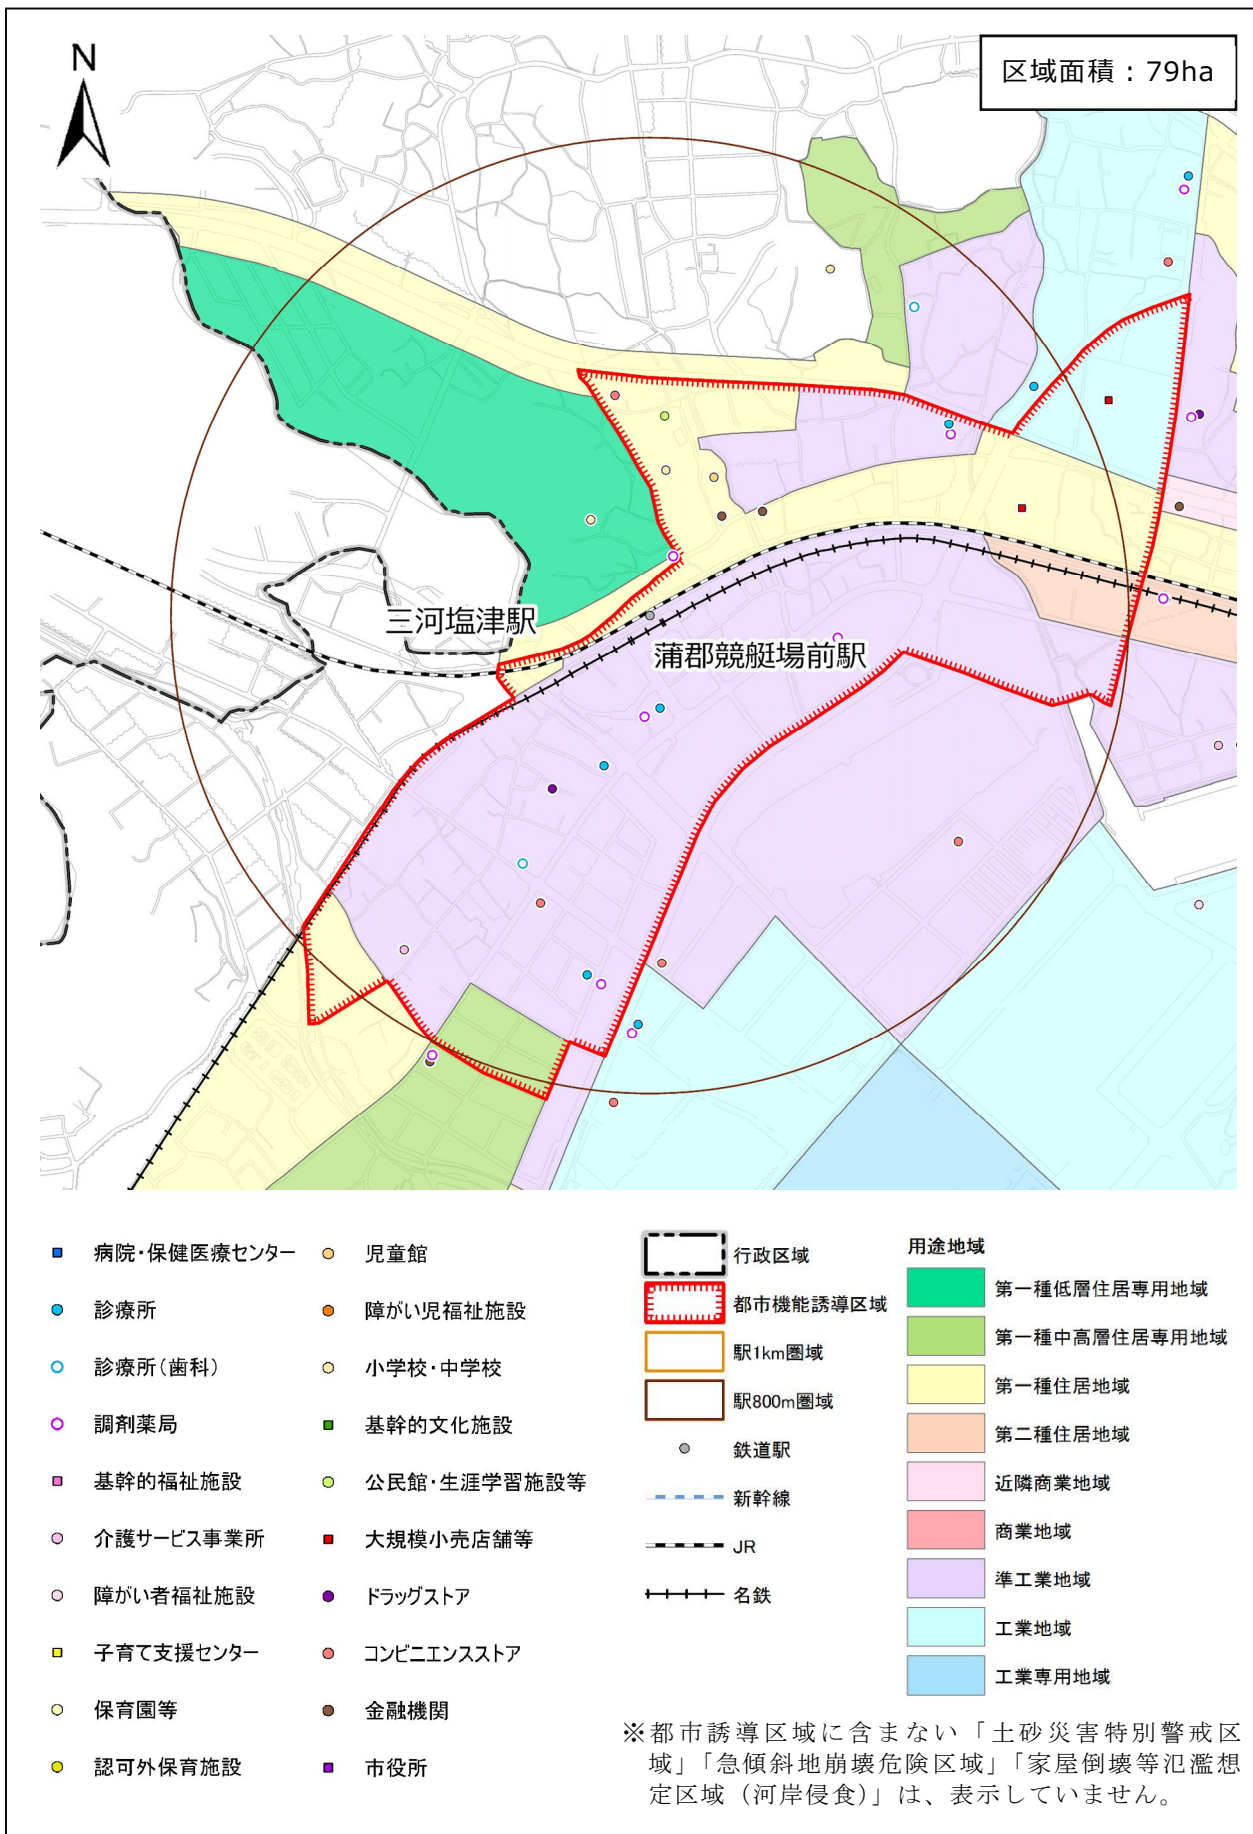 N
区域面積：79ha
三河塩津駅
蒲郡競艇場前駅
病院・保健医療センター
診療所
診療所(歯科)
調剤薬局
基幹的福祉施設
介護サービス事業所
障がい者福祉施設
子育て支援センター
保育園等
認可外保育施設
児童館
障がい児福祉施設
小学校・中学校
基幹的文化施設
公民館・生涯学習施設等
大規模小売店舗等
ドラッグストア
コンビニエンスストア
金融機関
市役所
行政区域
都市機能誘導区域
駅1km圏域
駅800m圏域
鉄道駅
新幹線
JR
名鉄
用途地域
第一種低層住居専用地域
第一種中高層住居専用地域
第一種住居地域
第二種住居地域
近隣商業地域
商業地域
準工業地域
工業地域
工業専用地域
※都市誘導区域に含まない「土砂災害特別警戒区
域」「急傾斜地崩壊危険区域」「家屋倒壊等氾濫想
定区域（河岸侵食）」は、表示していません。